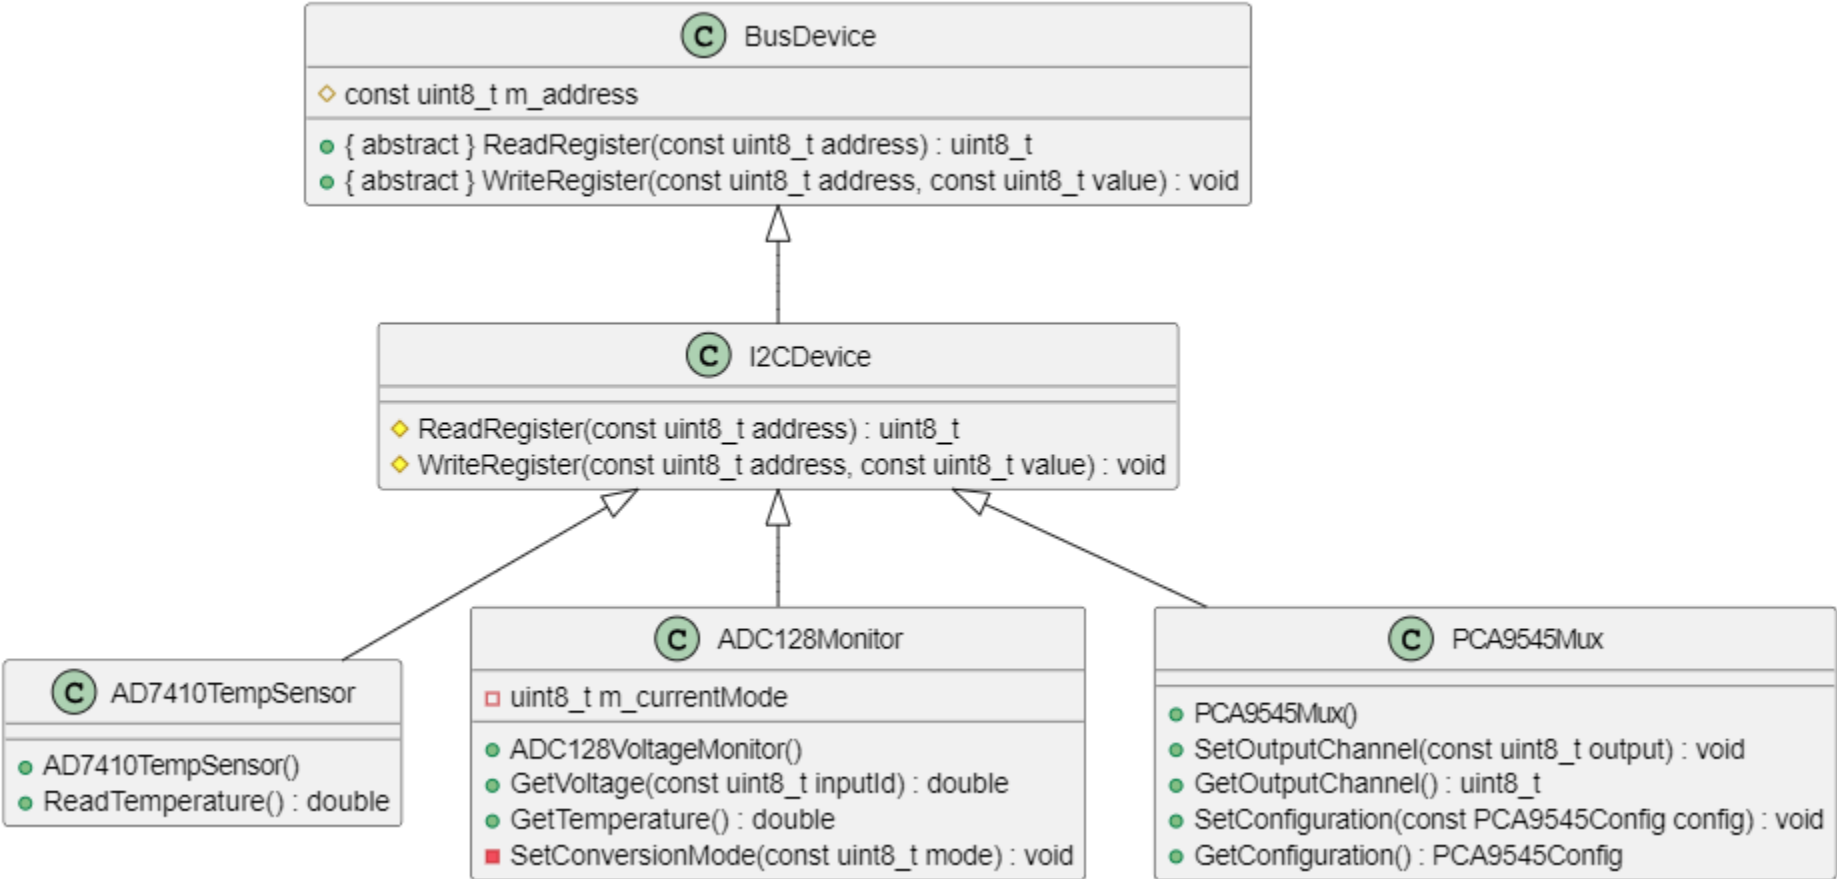 C BusDevice
const uint8_t m_address
{ abstract } ReadRegister(const uint8_t address) : uint8_t
{ abstract } WriteRegister(const uint8_t address, const uint8_t value) : void
C I2CDevice
ReadRegister(const uint8_t address) : uint8_t
WriteRegister(const uint8_t address, const uint8_t value) : void
C AD7410TempSensor
AD7410TempSensor()
ReadTemperature() : double
C ADC128Monitor
uint8_t m_currentMode
ADC128VoltageMonitor()
GetVoltage(const uint8_t inputId) : double
GetTemperature() : double
SetConversionMode(const uint8_t mode) : void
C PCA9545Mux
PCA9545Mux()
SetOutputChannel(const uint8_t output) : void
GetOutputChannel() : uint8_t
SetConfiguration(const PCA9545Config config) : void
GetConfiguration() : PCA9545Config